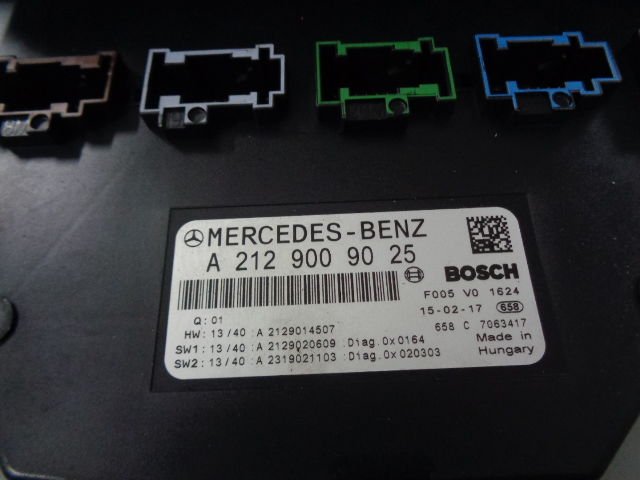 MERCEDES-BENZ
A 212 900 90 25
BOSCH
F005 V0 1624
Q:01
15-02-17 658
HW: 13/40 :A 2129014507
658 C 7063417
SW1: 13/40 :A 2129020609 :Diag.0x0164
Made in
SW2: 13/40 :A 2319021103 :Diag.0x020303
Hungary